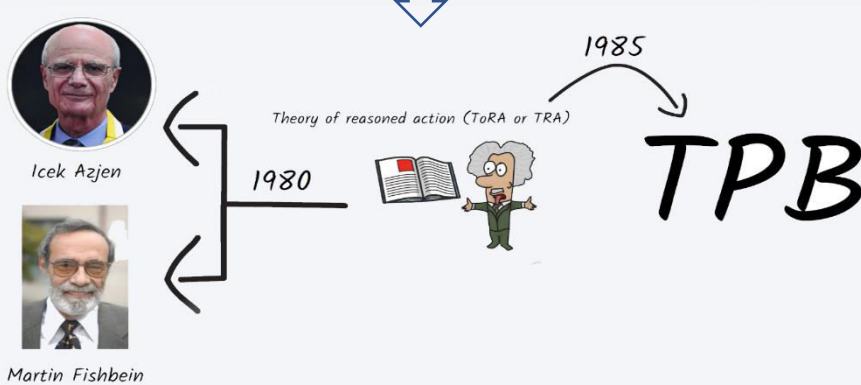 1985
Theory of reasoned action (ToRA or TRA)
TPB
Icek Azjen
1980
Martin Fishbein